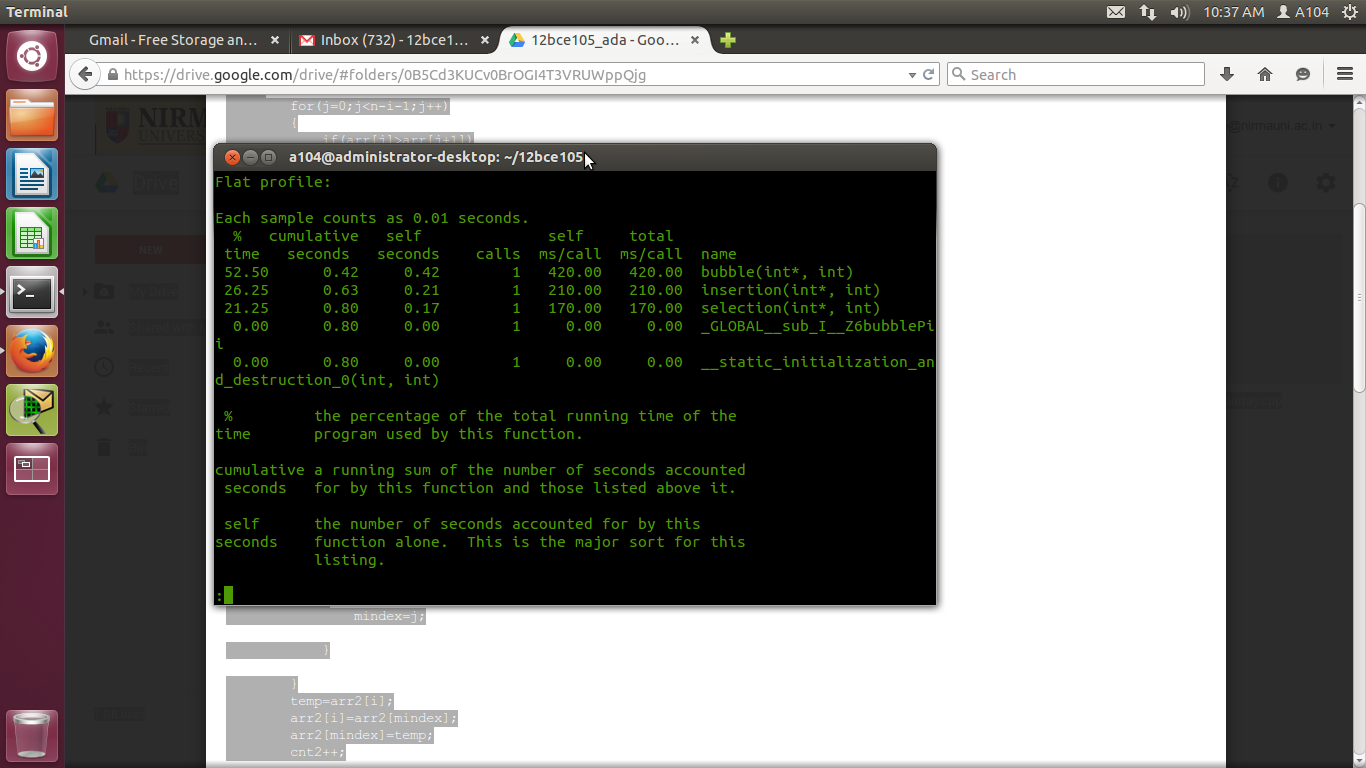 Terminal
10:37 AM
A104
Gmail - Free Storage an...
Inbox (732) - 12bce1...
12bce105_ada - Goo...
https://drive.google.com/drive/#folders/0B5Cd3KUCv0BrOGI4T3VRUWppQjg
Search
for(j=0;j<n-i-1;j++)
{
if(arr[j]>arr[j+1])
NIRM
UNIVERS
@nirmauni.ac.in
Drive
NEW
a104@administrator-desktop: ~/12bce105
Flat profile:
Each sample counts as 0.01 seconds.
  %   cumulative   self              self     total
 time   seconds   seconds    calls  ms/call  ms/call  name
 52.50      0.42     0.42        1   420.00   420.00  bubble(int*, int)
 26.25      0.63     0.21        1   210.00   210.00  insertion(int*, int)
 21.25      0.80     0.17        1   170.00   170.00  selection(int*, int)
  0.00      0.80     0.00        1     0.00     0.00  _GLOBAL__sub_I__Z6bubblePi
i
  0.00      0.80     0.00        1     0.00     0.00  __static_initialization_an
d_destruction_0(int, int)
 %         the percentage of the total running time of the
time       program used by this function.
cumulative a running sum of the number of seconds accounted
 seconds   for by this function and those listed above it.
 self      the number of seconds accounted for by this
seconds    function alone.  This is the major sort for this
           listing.
:
mindex=j;
}
}
temp=arr2[i];
arr2[i]=arr2[mindex];
arr2[mindex]=temp;
cnt2++;